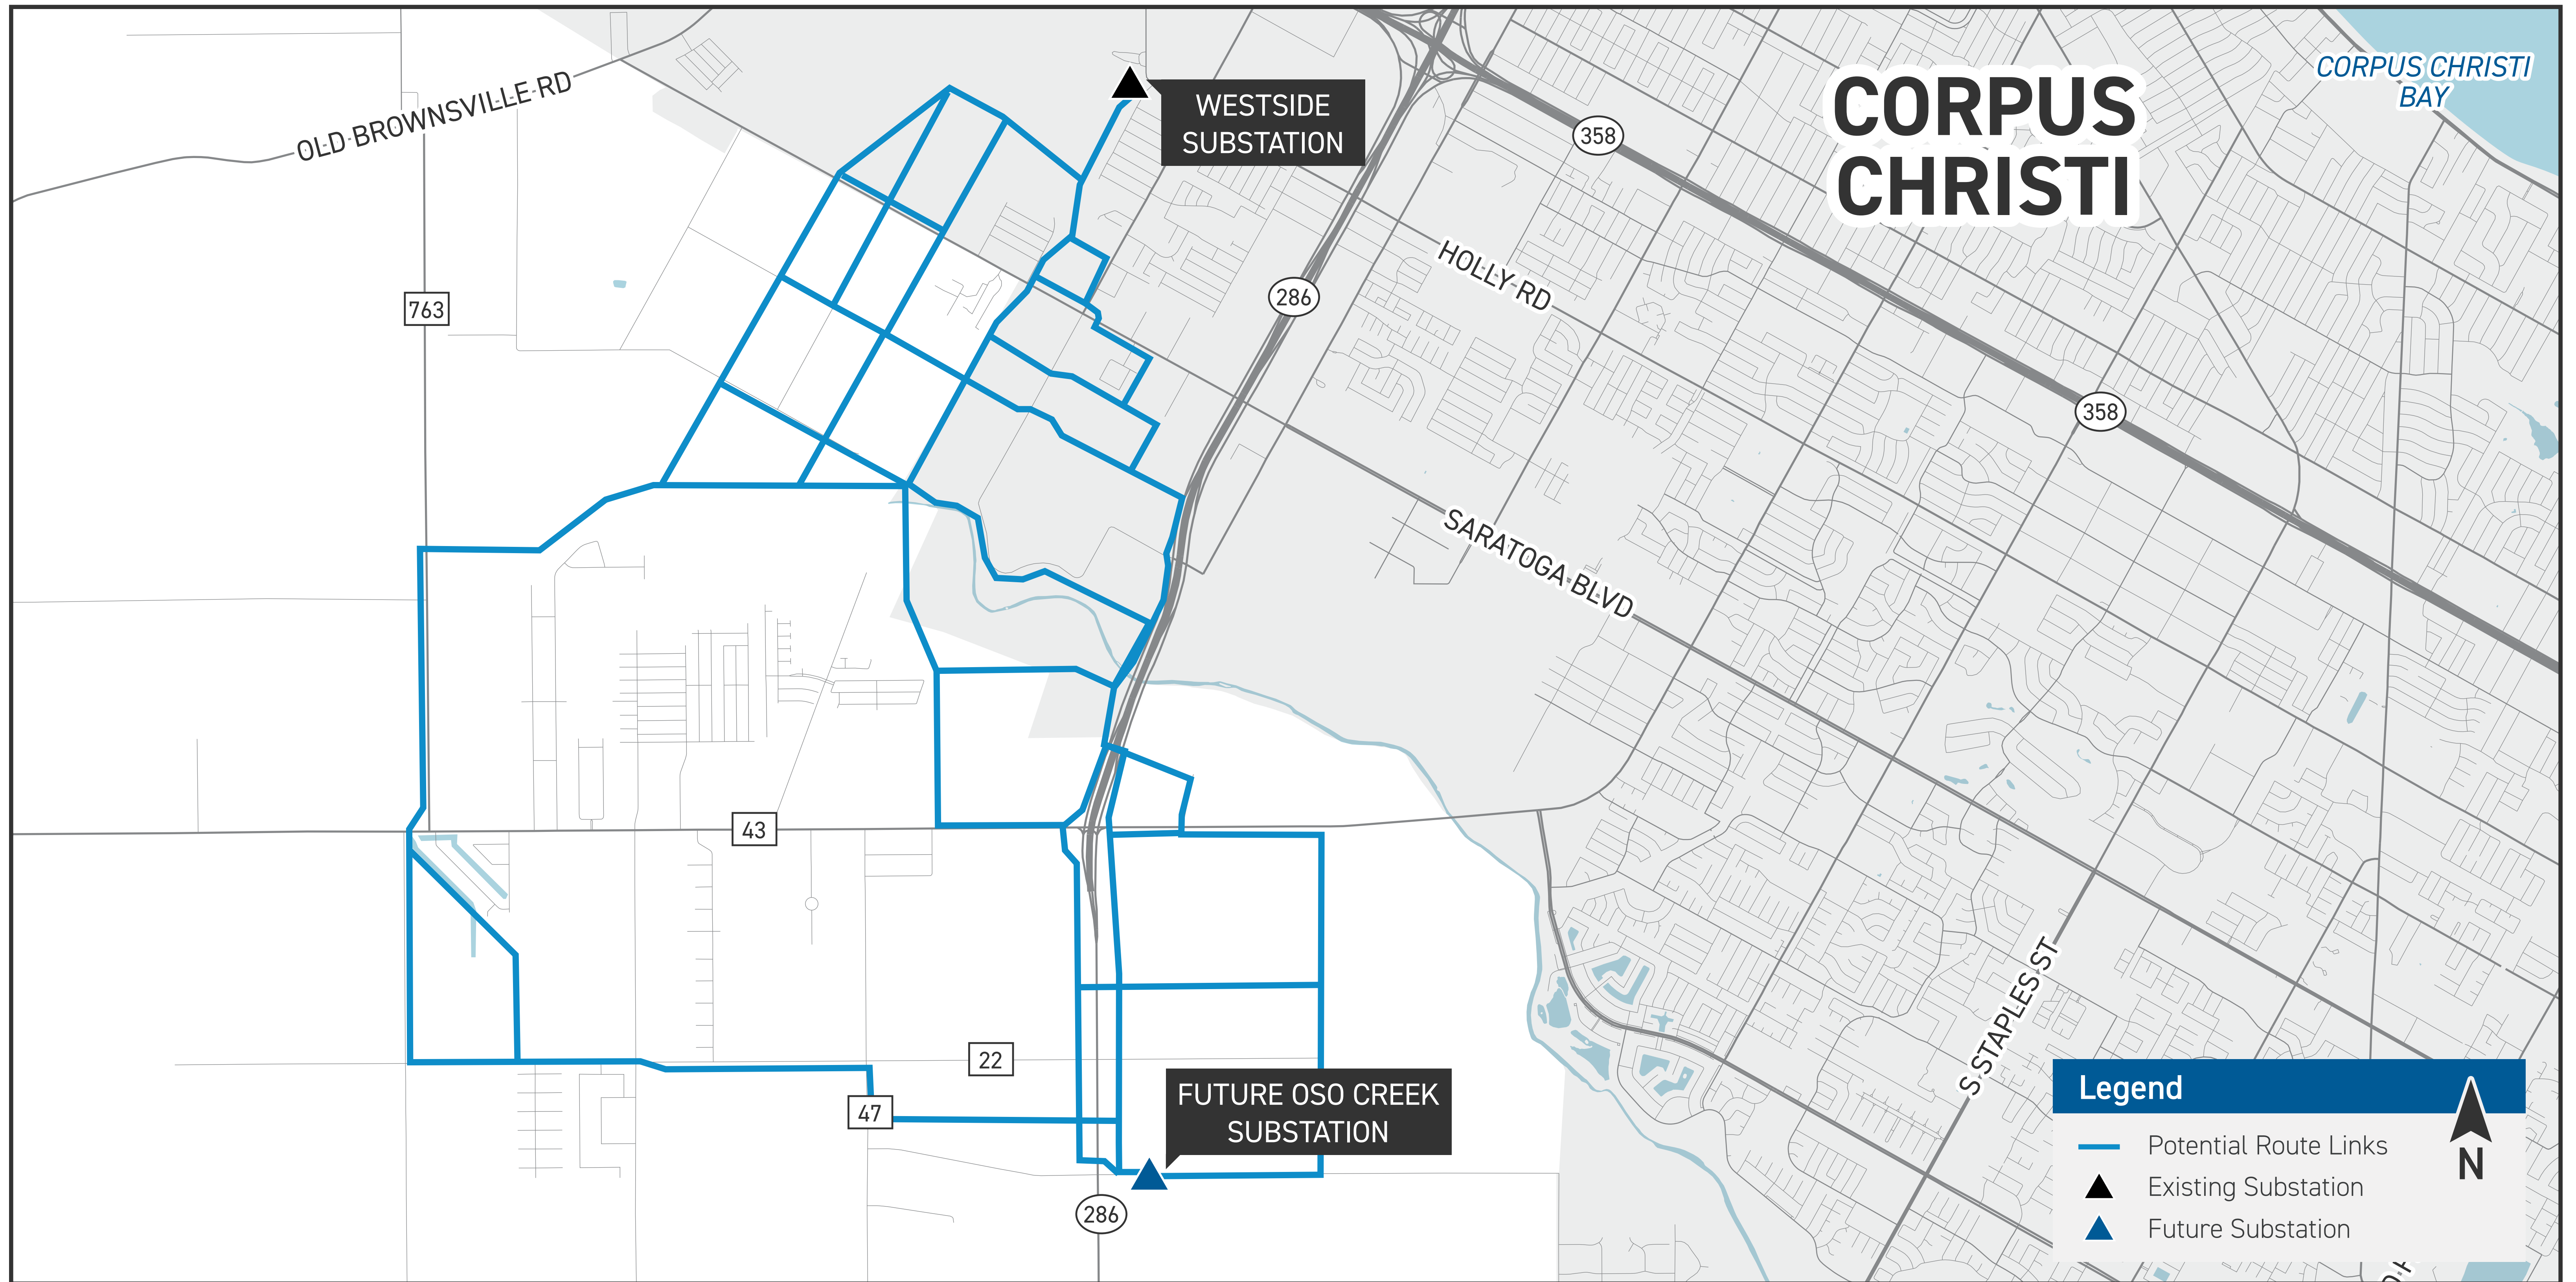 OLD BROWNSVILLE RD
WESTSIDE
SUBSTATION
CORPUS
CHRISTI
CORPUS CHRISTI
BAY
358
763
286
HOLLY RD
358
SARATOGA BLVD
43
22
47
FUTURE OSO CREEK
SUBSTATION
286
S STAPLES ST
Legend
Potential Route Links
Existing Substation
Future Substation
N